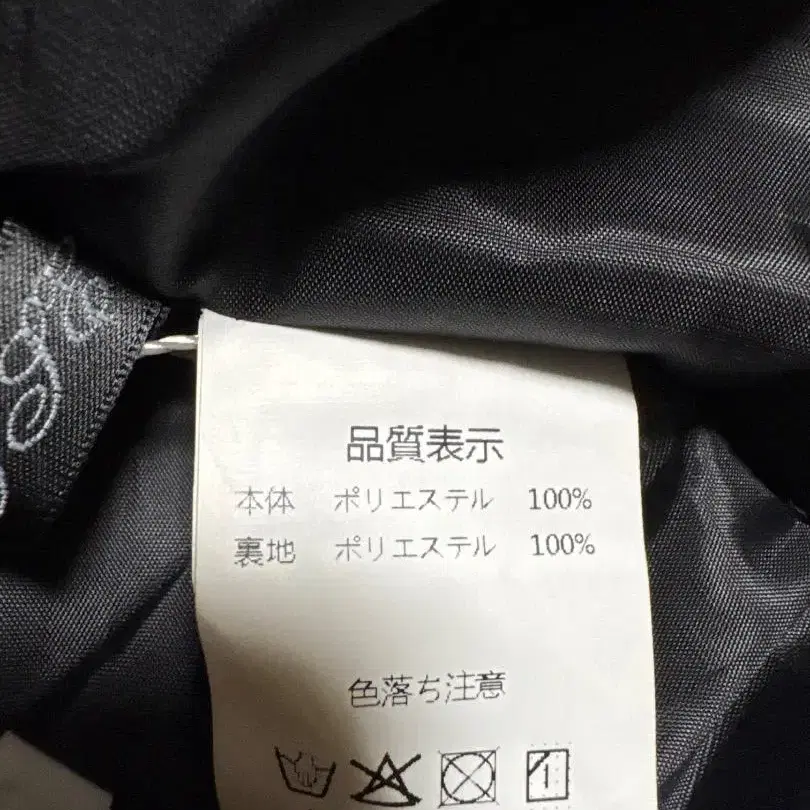 品質表示
本体 ポリエステル 100%
裏地 ポリエステル 100%
色落ち注意